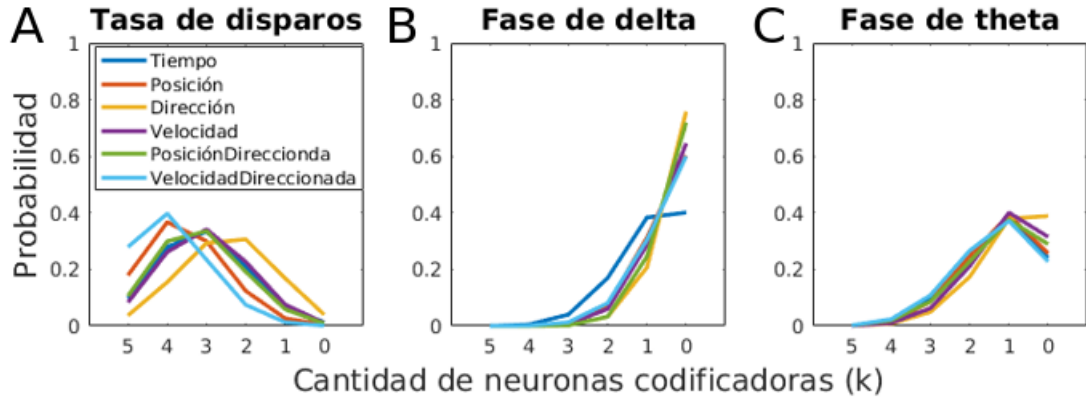 A Tasa de disparos
B Fase de delta
C Fase de theta
Probabilidad
1
0.8
0.6
0.4
0.2
0
Tiempo
Posición
Dirección
Velocidad
PosiciónDireccionda
VelocidadDireccionada
5 4 3 2 1 0
1
0.8
0.6
0.4
0.2
0
5 4 3 2 1 0
1
0.8
0.6
0.4
0.2
0
5 4 3 2 1 0
Cantidad de neuronas codificadoras (k)